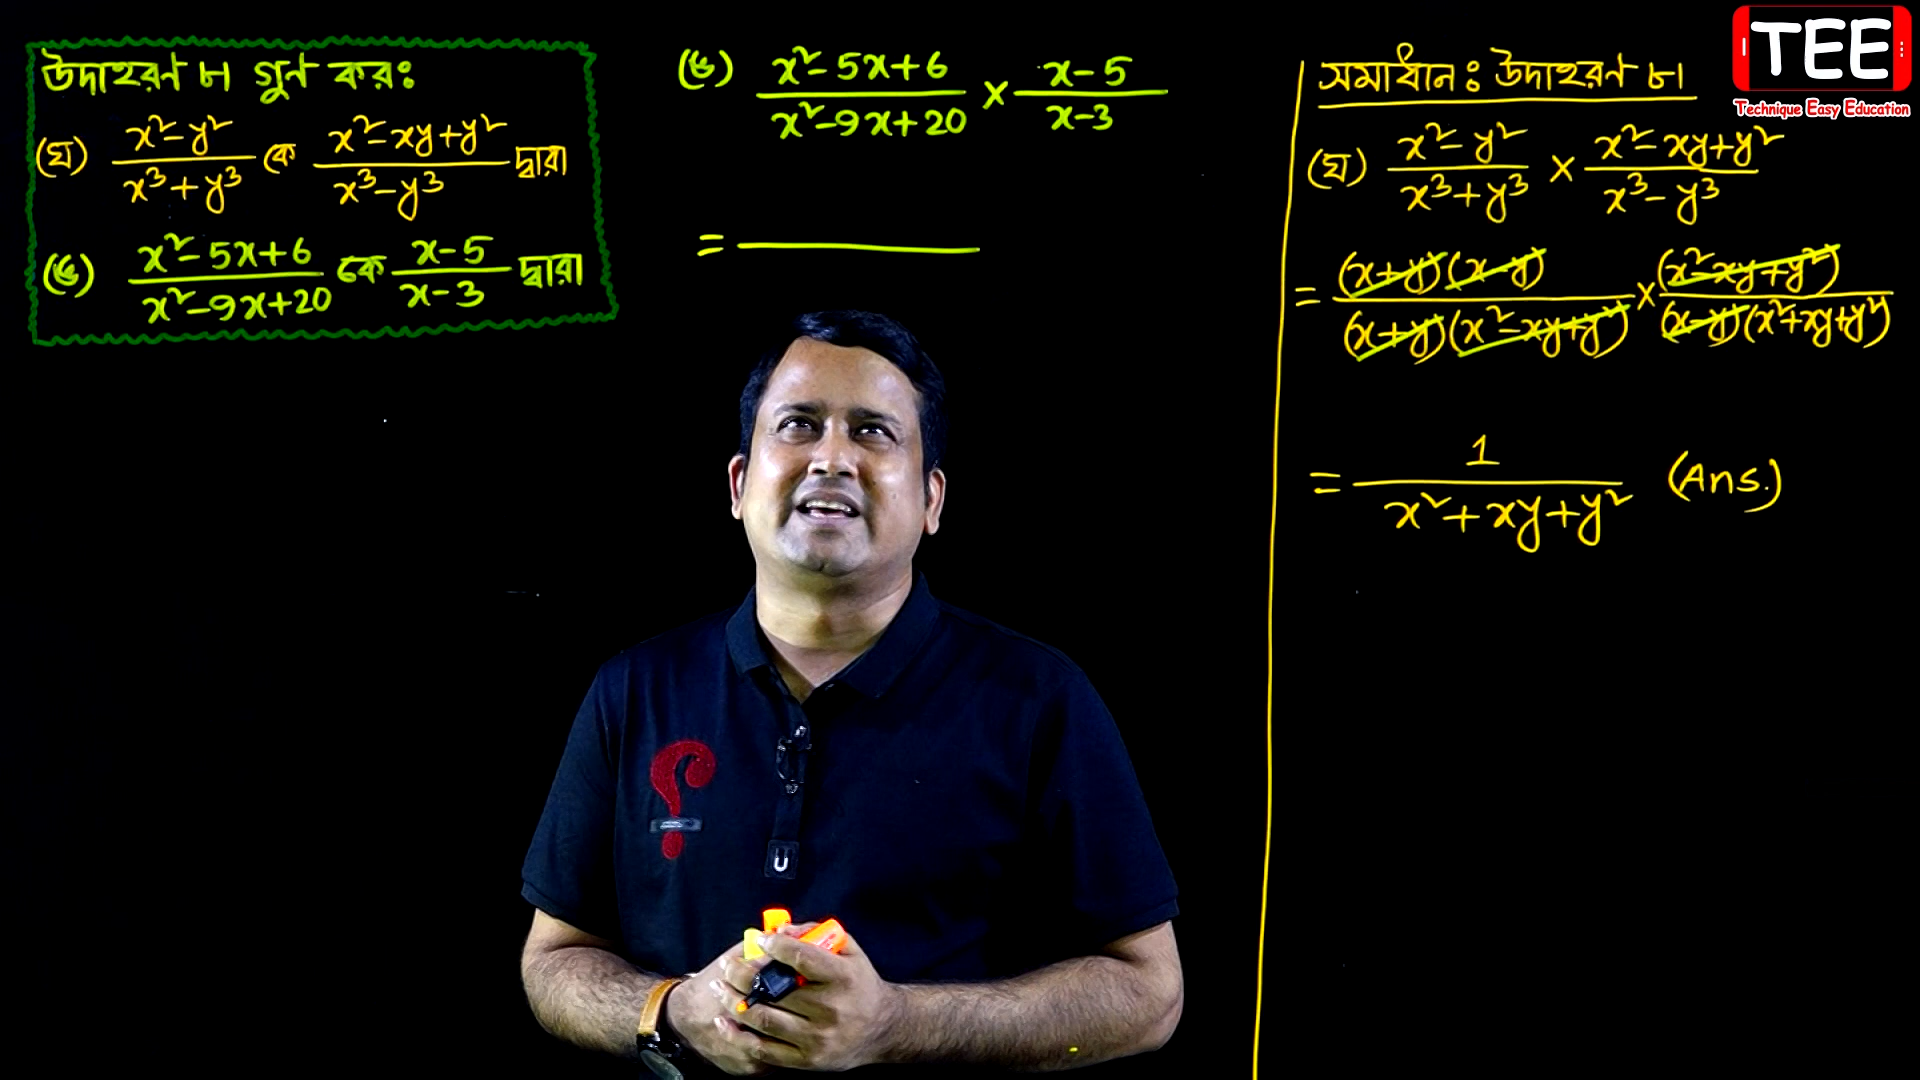 উদাহরণ ৮। গুণ করঃ
(ঘ) x²-y² / x³+y³ কে x²-xy+y² / x³-y³ দ্বারা
(ঙ) x²-5x+6 / x²-9x+20 কে x-5 / x-3 দ্বারা
(ঙ) x²-5x+6 / x²-9x+20 × x-5 / x-3
=
সমাধানঃ উদাহরণ ৮।
(ঘ) x²-y² / x³+y³ × x²-xy+y² / x³-y³
= (x+y)(x-y) / (x+y)(x²-xy+y²) × (x²-xy+y²) / (x-y)(x²+xy+y²)
= 1 / x²+xy+y² (Ans.)
TEE
Technique Easy Education
U